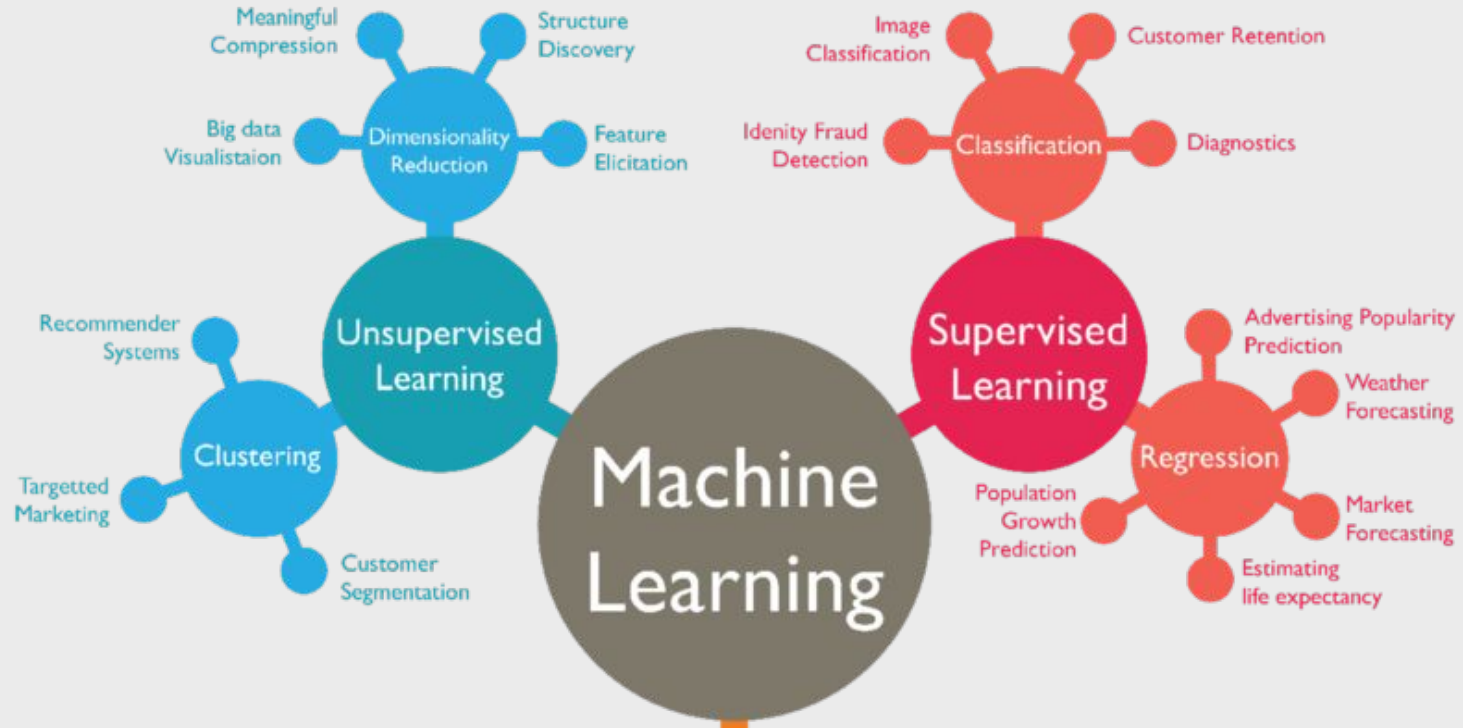 Meaningful
Compression
Structure
Discovery
Big data
Visualistaion
Dimensionality
Reduction
Feature
Elicitation
Image
Classification
Customer Retention
Idenity Fraud
Detection
Classification
Diagnostics
Unsupervised
Learning
Recommender
Systems
Clustering
Targetted
Marketing
Customer
Segmentation
Machine
Learning
Supervised
Learning
Advertising Popularity
Prediction
Weather
Forecasting
Regression
Population
Growth
Prediction
Market
Forecasting
Estimating
life expectancy